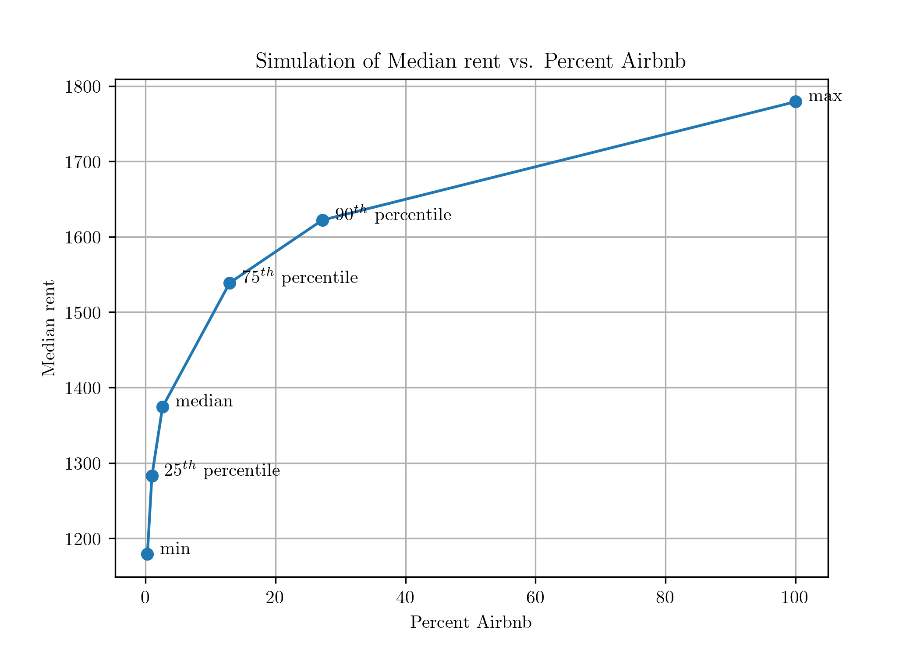 Simulation of Median rent vs. Percent Airbnb
1800
max
1700
90th percentile
1600
75th percentile
1500
Median rent
1400
median
1300
25th percentile
1200
min
0 20 40 60 80 100
Percent Airbnb